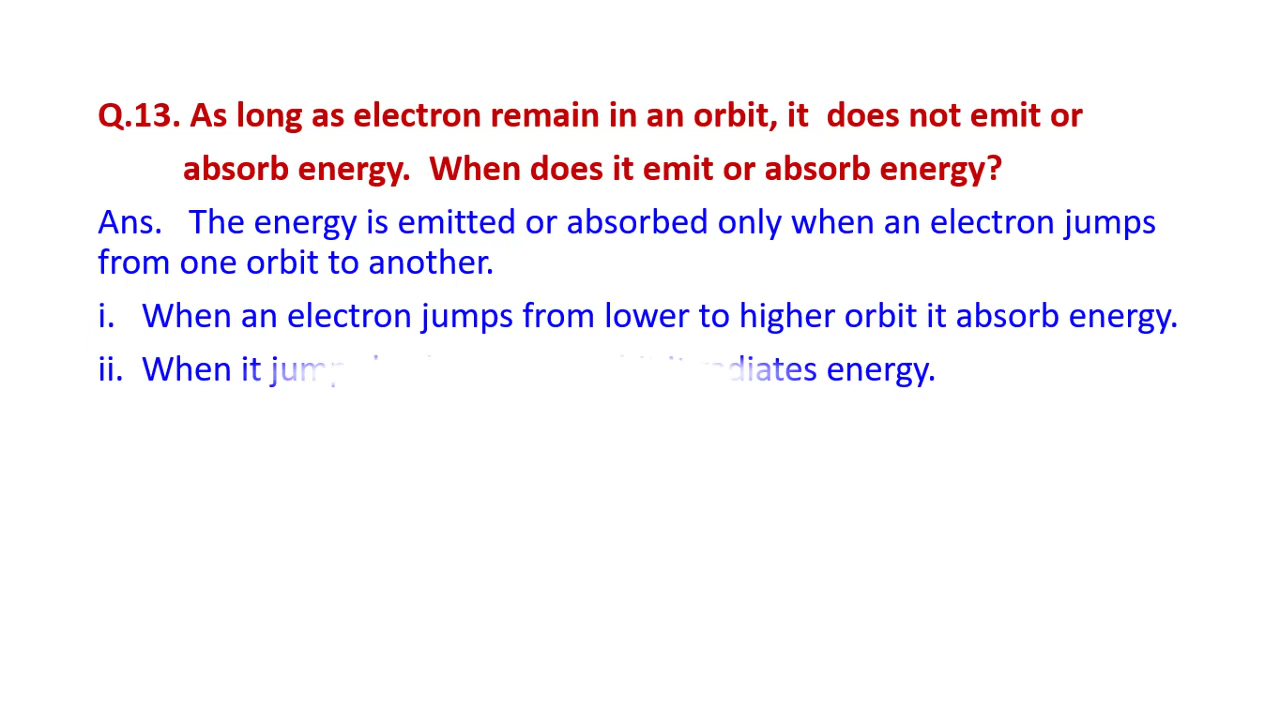 Q.13. As long as electron remain in an orbit, it does not emit or
absorb energy. When does it emit or absorb energy?
Ans. The energy is emitted or absorbed only when an electron jumps
from one orbit to another.
i. When an electron jumps from lower to higher orbit it absorb energy.
ii. When it radiates energy.